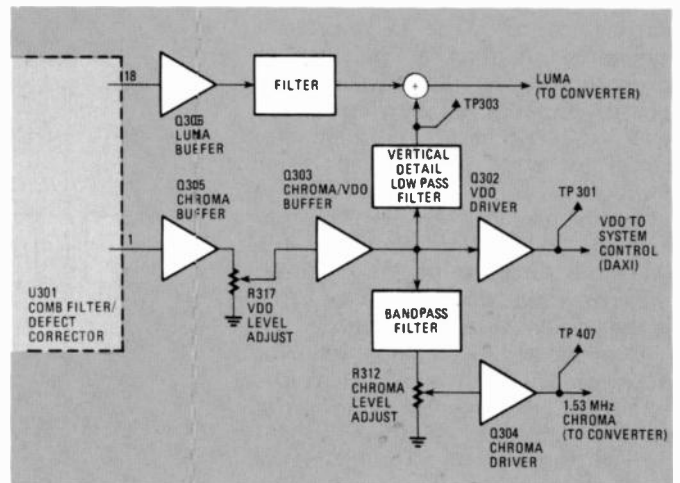 18
Q306
LUMA
BUFFER
FILTER
+
LUMA
(TO CONVERTER)
TP303
Q305
CHROMA
BUFFER
Q303
CHROMA/VDO
BUFFER
VERTICAL
DETAIL
LOW PASS
FILTER
Q302
VDO
DRIVER
TP 301
VDO TO
SYSTEM
CONTROL
(DAXI)
1
U301
COMB FILTER/
DEFECT
CORRECTOR
R317
VDO
LEVEL
ADJUST
BANDPASS
FILTER
TP 407
R312
CHROMA
LEVEL
ADJUST
1.53 MHz
CHROMA
(TO CONVERTER)
Q304
CHROMA
DRIVER